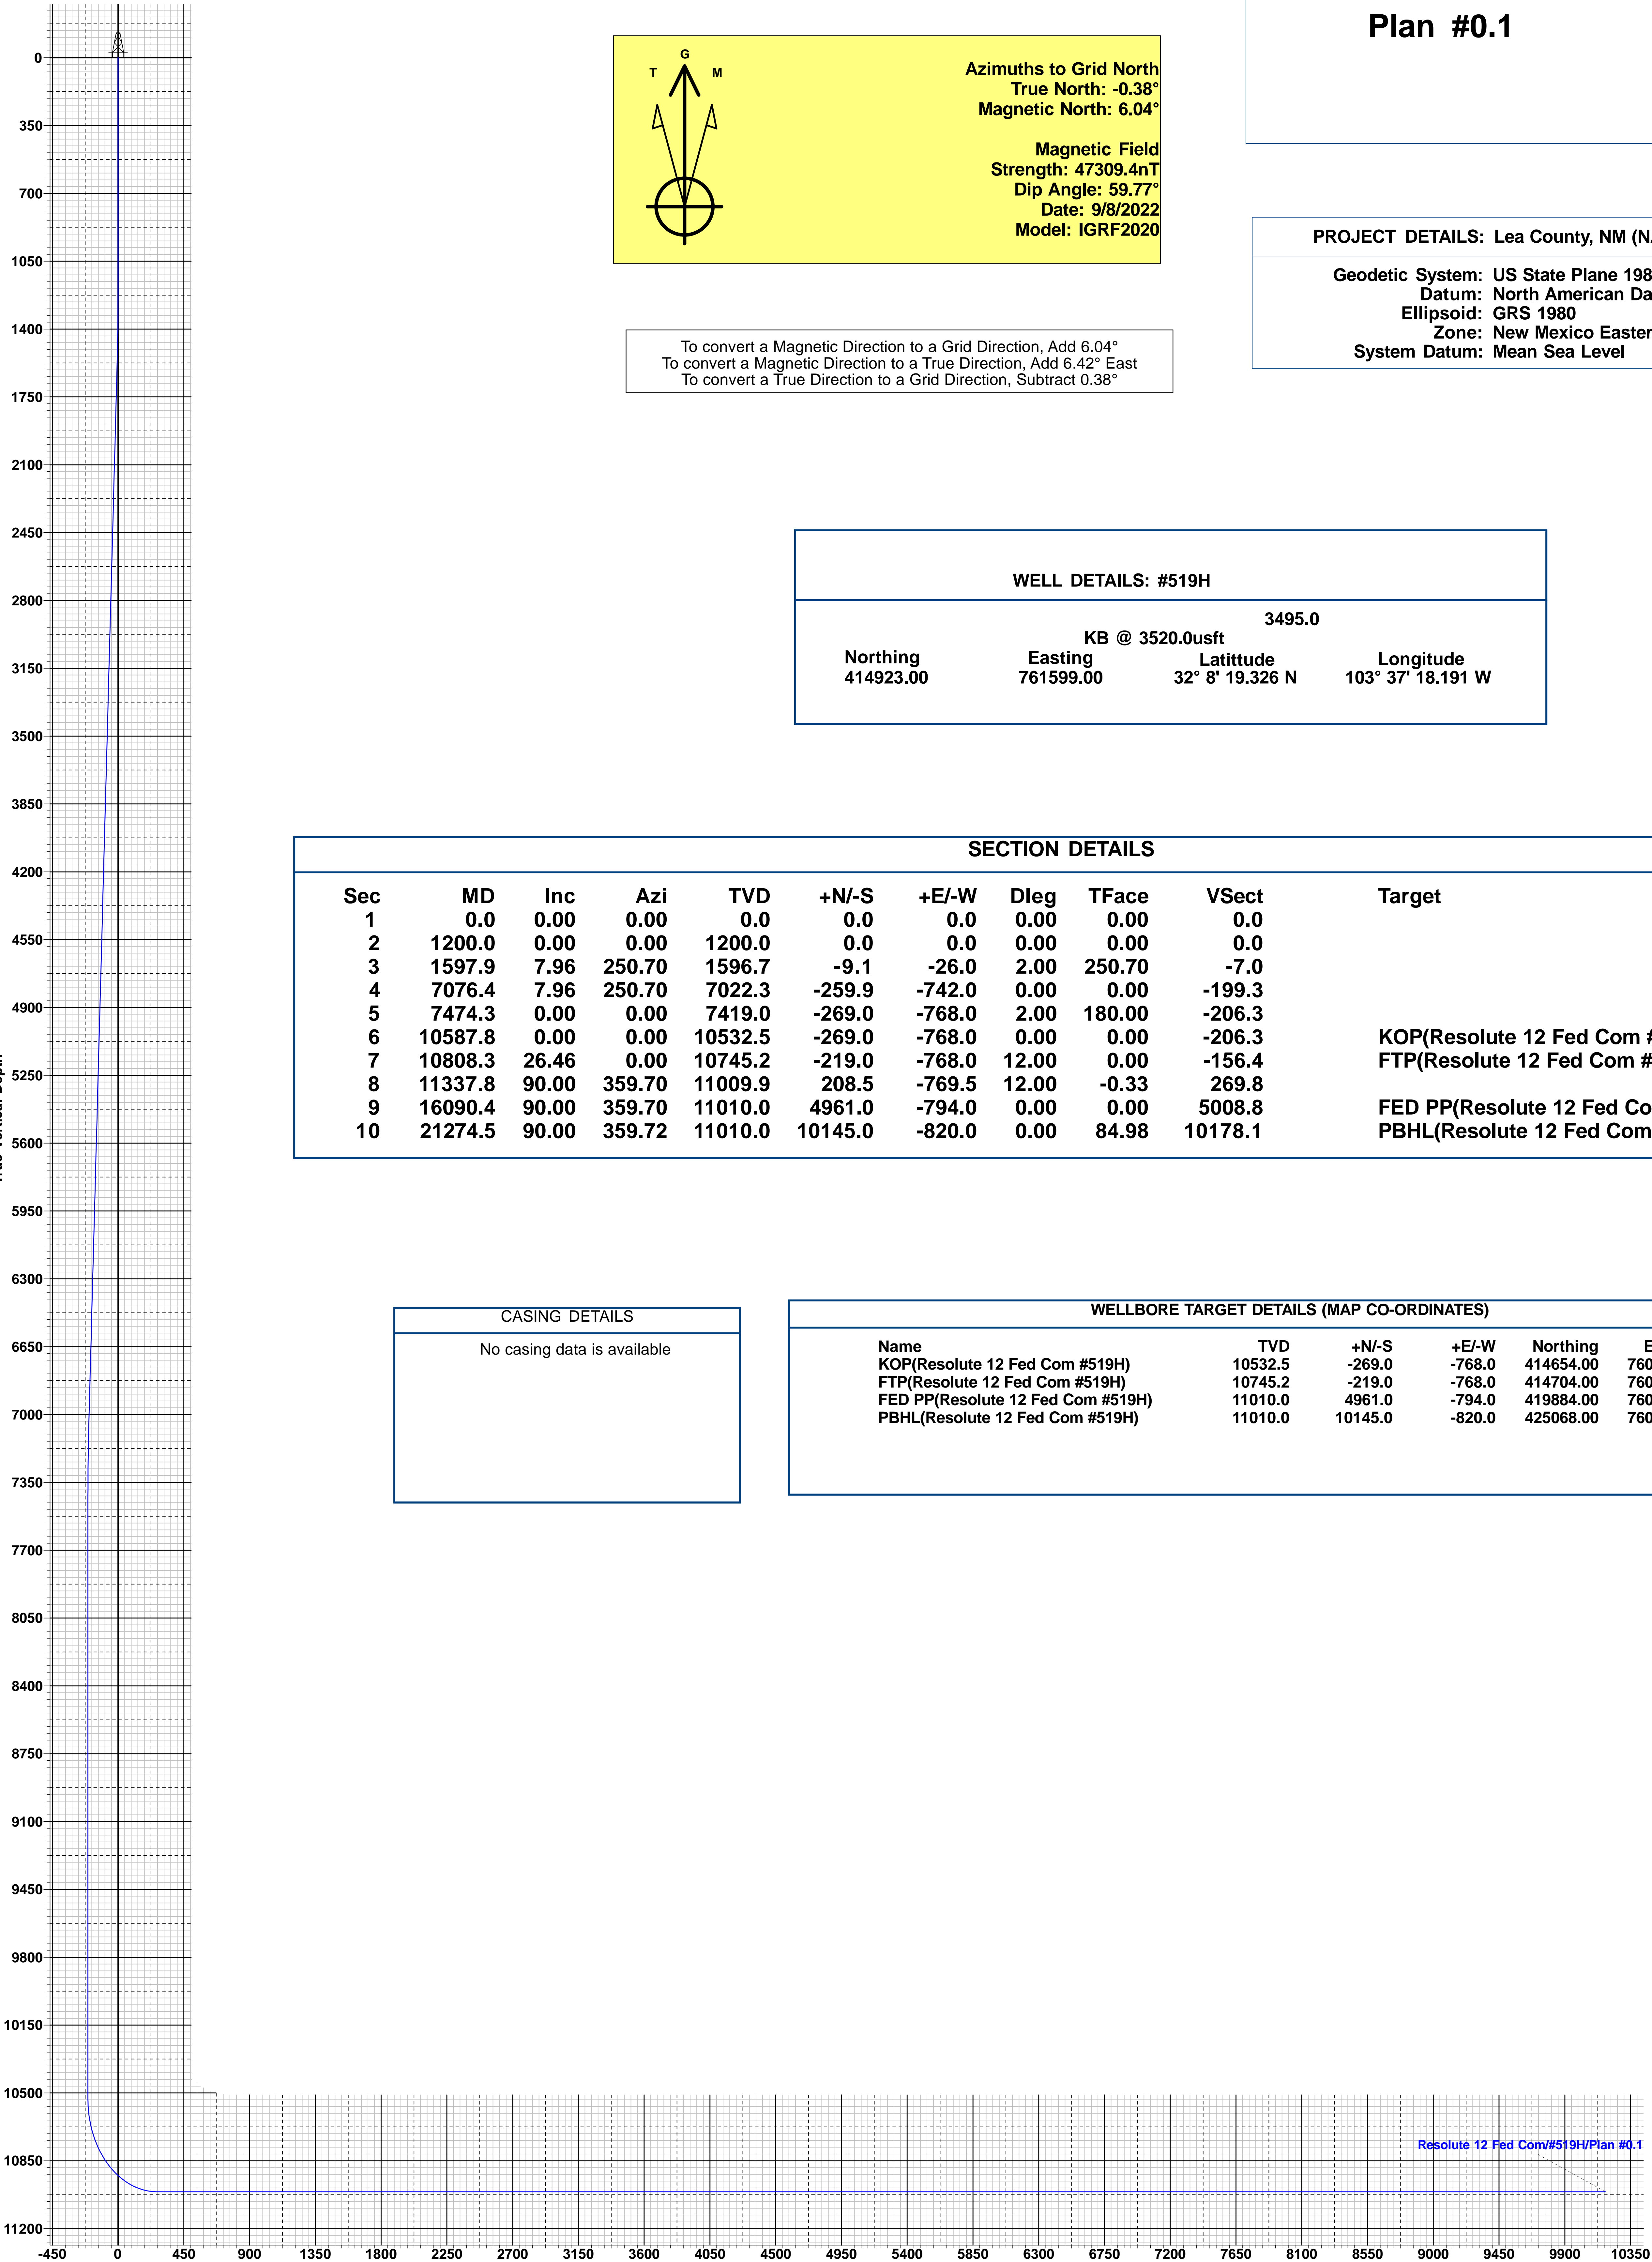 Plan #0.1
G
T M
Azimuths to Grid North
True North: -0.38°
Magnetic North: 6.04°
Magnetic Field
Strength: 47309.4nT
Dip Angle: 59.77°
Date: 9/8/2022
Model: IGRF2020
PROJECT DETAILS: Lea County, NM
Geodetic System: US State Plane
Datum: North American
Ellipsoid: GRS 1980
Zone: New Mexico
System Datum: Mean Sea Level
To convert a Magnetic Direction to a Grid Direction, Add 6.04°
To convert a Magnetic Direction to a True Direction, Add 6.42° East
To convert a True Direction to a Grid Direction, Subtract 0.38°
WELL DETAILS: #519H
3495.0
KB @ 3520.0usft
Northing Easting Latittude Longitude
414923.00 761599.00 32° 8' 19.326 N 103° 37' 18.191 W
SECTION DETAILS
Sec MD Inc Azi TVD +N/-S +E/-W Dleg TFace VSect Target
1 0.0 0.00 0.00 0.0 0.0 0.0 0.00 0.00 0.0
2 1200.0 0.00 0.00 1200.0 0.0 0.0 0.00 0.00 0.0
3 1597.9 7.96 250.70 1596.7 -9.1 -26.0 2.00 250.70 -7.0
4 7076.4 7.96 250.70 7022.3 -259.9 -742.0 0.00 0.00 -199.3
5 7474.3 0.00 0.00 7419.0 -269.0 -768.0 2.00 180.00 -206.3
6 10587.8 0.00 0.00 10532.5 -269.0 -768.0 0.00 0.00 -206.3 KOP(Resolute 12 Fed Com
7 10808.3 26.46 0.00 10745.2 -219.0 -768.0 12.00 0.00 -156.4 FTP(Resolute 12 Fed Com
8 11337.8 90.00 359.70 11009.9 208.5 -769.5 12.00 -0.33 269.8
9 16090.4 90.00 359.70 11010.0 4961.0 -794.0 0.00 0.00 5008.8 FED PP(Resolute 12 Fed
10 21274.5 90.00 359.72 11010.0 10145.0 -820.0 0.00 84.98 10178.1 PBHL(Resolute 12 Fed Com
CASING DETAILS
No casing data is available
WELLBORE TARGET DETAILS (MAP CO-ORDINATES)
Name TVD +N/-S +E/-W Northing
KOP(Resolute 12 Fed Com #519H) 10532.5 -269.0 -768.0 414654.00
FTP(Resolute 12 Fed Com #519H) 10745.2 -219.0 -768.0 414704.00
FED PP(Resolute 12 Fed Com #519H) 11010.0 4961.0 -794.0 419884.00
PBHL(Resolute 12 Fed Com #519H) 11010.0 10145.0 -820.0 425068.00
0
350
700
1050
1400
1750
2100
2450
2800
3150
3500
3850
4200
4550
4900
5250
5600
5950
6300
6650
7000
7350
7700
8050
8400
8750
9100
9450
9800
10150
10500
10850
11200
Resolute 12 Fed Com/#519H/Plan #0.1
-450 0 450 900 1350 1800 2250 2700 3150 3600 4050 4500 4950 5400 5850 6300 6750 7200 7650 8100 8550 9000 9450 9900 10350